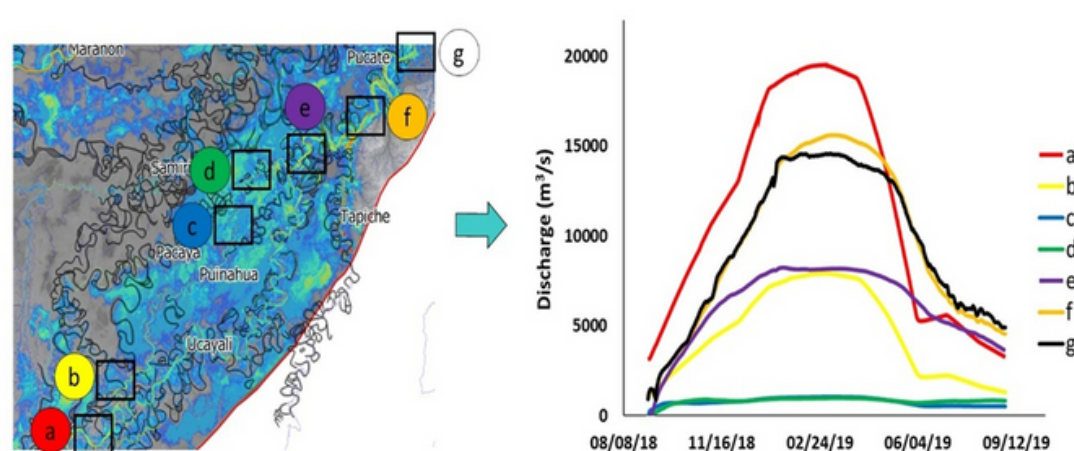 Maranon
Pucate
g
e
f
Samiri
d
c
Tapiche
Pacaya
Puinahua
Ucayali
b
a
Discharge (m³/s)
20000
15000
10000
5000
0
08/08/18 11/16/18 02/24/19 06/04/19 09/12/19
a
b
c
d
e
f
g